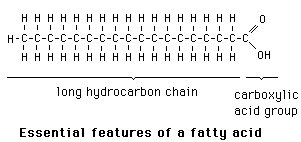 H H H H H H H H H H H H H H H H H O
H-C-C-C-C-C-C-C-C-C-C-C-C-C-C-C-C-C-C
H H H H H H H H H H H H H H H H H OH
long hydrocarbon chain
carboxylic
acid group
Essential features of a fatty acid